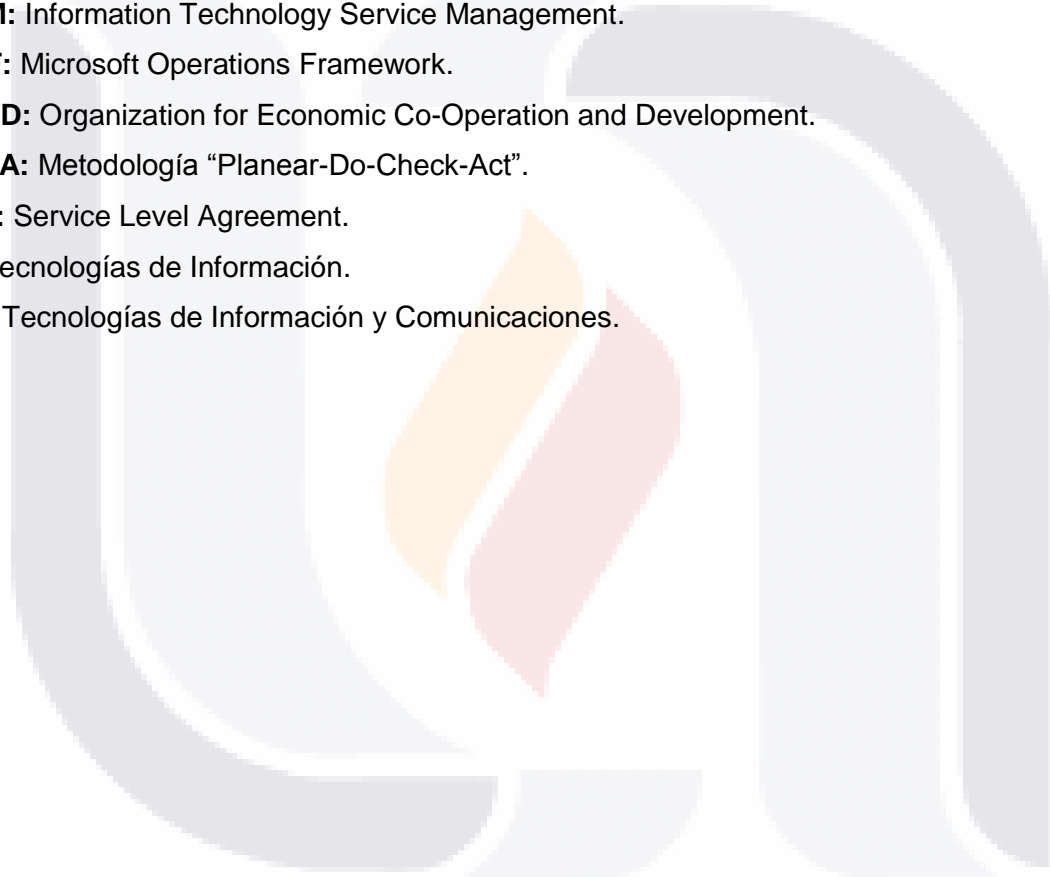 M: Information Technology Service Management.
F: Microsoft Operations Framework.
D: Organization for Economic Co-Operation and Development.
A: Metodología “Planear-Do-Check-Act”.
: Service Level Agreement.
ecnologías de Información.
Tecnologías de Información y Comunicaciones.